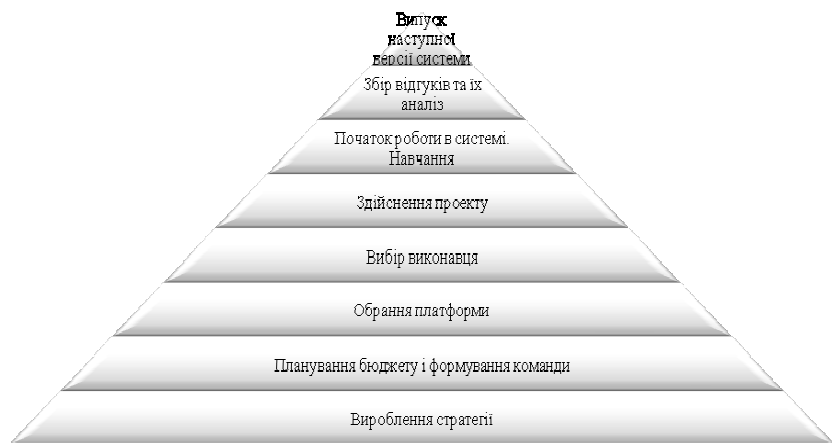 Випуск
наступної
версії системи
Збір відгуків та їх
аналіз
Початок роботи в системі.
Навчання
Здійснення проекту
Вибір виконавця
Обрання платформи
Планування бюджету і формування команди
Вироблення стратегії